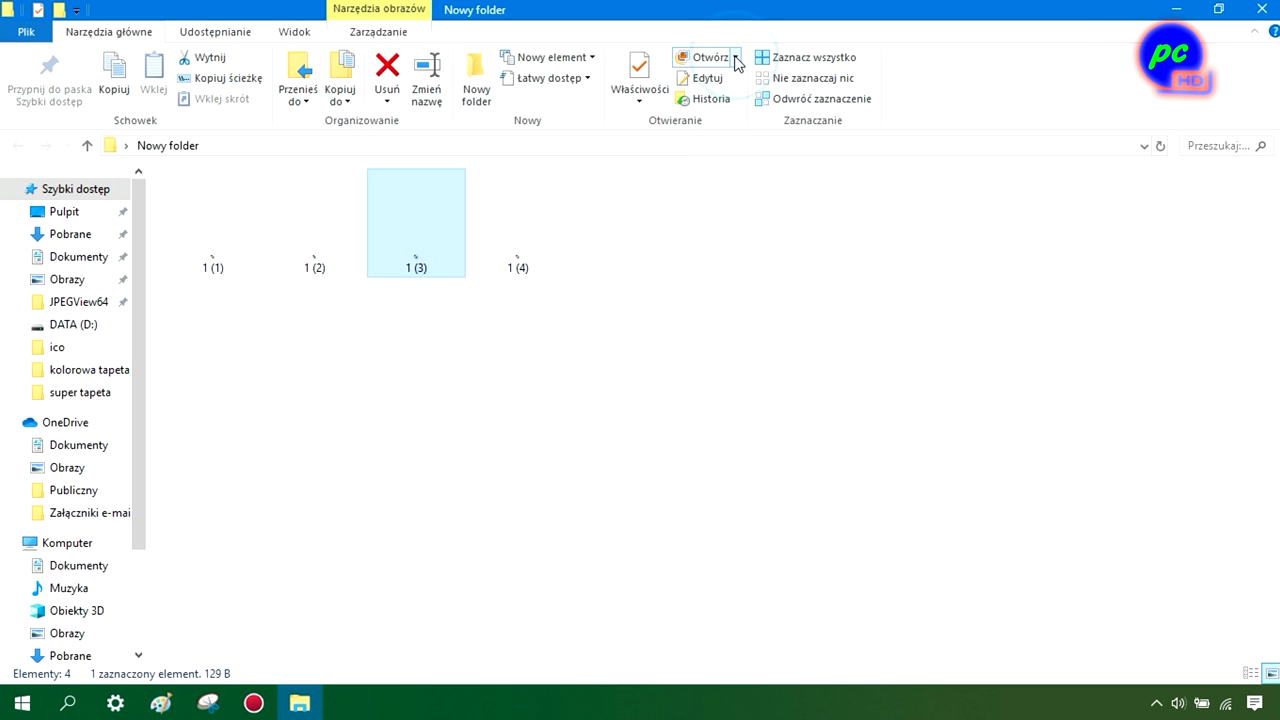 Narzędzia obrazów
Nowy folder
Plik
Narzędzia główne
Udostępnianie
Widok
Zarządzanie
Przypnij do paska
Szybki dostęp
Kopiuj
Wklej
Wytnij
Kopiuj ścieżkę
Wklej skrót
Schowek
Przenieś
do
Kopiuj
do
Usuń
Zmień
nazwę
Organizowanie
Nowy
folder
Nowy element
Łatwy dostęp
Nowy
Właściwości
Otwórz
Edytuj
Historia
Otwieranie
Zaznacz wszystko
Nie zaznaczaj nic
Odwróć zaznaczenie
Zaznaczanie
pc
HD
Nowy folder
Przeszukaj:...
Szybki dostęp
Pulpit
Pobrane
Dokumenty
Obrazy
JPEGView64
DATA (D:)
ico
kolorowa tapeta
super tapeta
OneDrive
Dokumenty
Obrazy
Publiczny
Załączniki e-mai
Komputer
Dokumenty
Muzyka
Obiekty 3D
Obrazy
Pobrane
1 (1)
1 (2)
1 (3)
1 (4)
Elementy: 4
1 zaznaczony element. 129 B